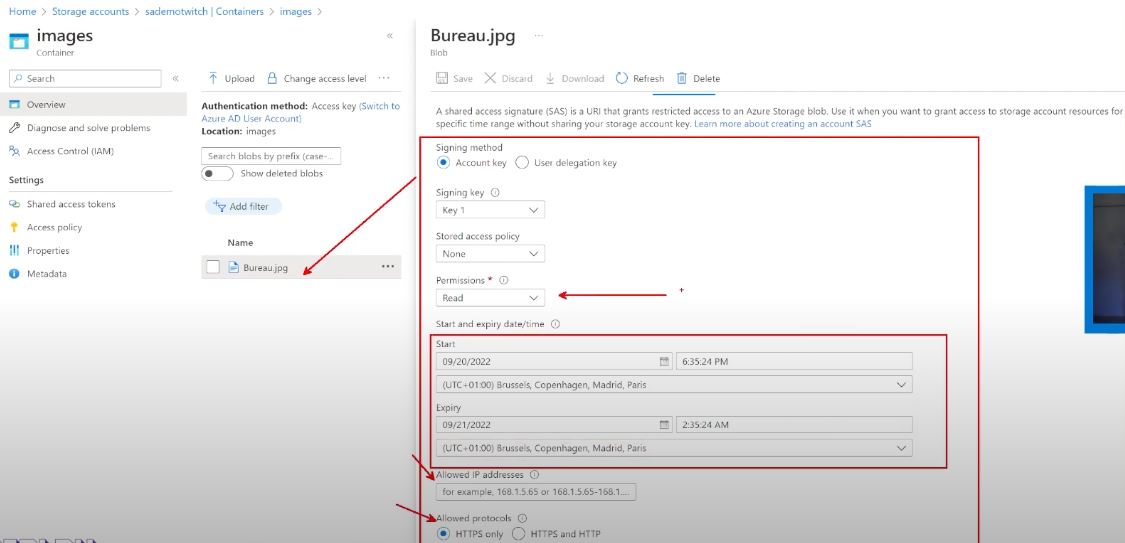 Home > Storage accounts > sademotwitch | Containers > images >
images
Container
Search
Overview
Diagnose and solve problems
Access Control (IAM)
Settings
Shared access tokens
Access policy
Properties
Metadata
Upload Change access level
Authentication method: Access key (Switch to
Azure AD User Account)
Location: images
Search blobs by prefix (case-...
Show deleted blobs
Add filter
Name
Bureau.jpg
Bureau.jpg
Blob
Save Discard Download Refresh Delete
A shared access signature (SAS) is a URI that grants restricted access to an Azure Storage blob. Use it when you want to grant access to storage account resources for
specific time range without sharing your storage account key. Learn more about creating an account SAS
Signing method
Account key User delegation key
Signing key
Key 1
Stored access policy
None
Permissions *
Read
Start and expiry date/time
Start
09/20/2022 6:35:24 PM
(UTC+01:00) Brussels, Copenhagen, Madrid, Paris
Expiry
09/21/2022 2:35:24 AM
(UTC+01:00) Brussels, Copenhagen, Madrid, Paris
Allowed IP addresses
for example, 168.1.5.65 or 168.1.5.65-168.1....
Allowed protocols
HTTPS only HTTPS and HTTP